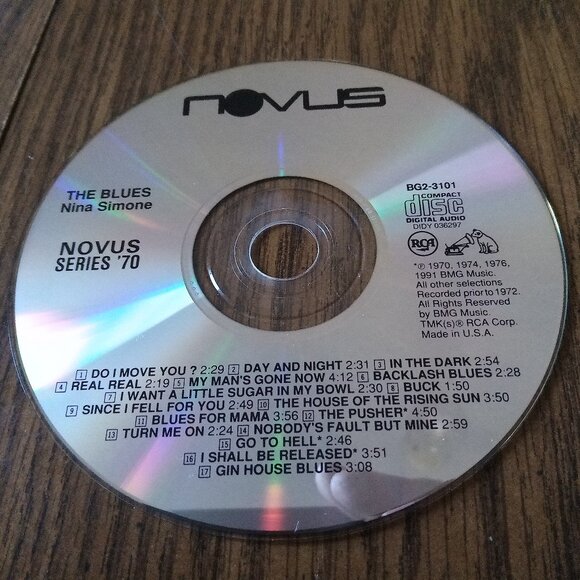 NOVUS
THE BLUES
Nina Simone
NOVUS
SERIES '70
BG2-3101
COMPACT
disc
DIGITAL AUDIO
DIDY 036297
RCA
*℗ 1970, 1974, 1976,
1991 BMG Music.
All other selections
Recorded prior to 1972.
All Rights Reserved
by BMG Music.
TMK(s)® RCA Corp.
Made in U.S.A.
1 DO I MOVE YOU ? 2:29 2 DAY AND NIGHT 2:31 3 IN THE DARK 2:54
4 REAL REAL 2:19 5 MY MAN'S GONE NOW 4:12 6 BACKLASH BLUES 2:28
7 I WANT A LITTLE SUGAR IN MY BOWL 2:30 8 BUCK 1:50
9 SINCE I FELL FOR YOU 2:49 10 THE HOUSE OF THE RISING SUN 3:50
11 BLUES FOR MAMA 3:56 12 THE PUSHER* 4:50
13 TURN ME ON 2:24 14 NOBODY'S FAULT BUT MINE 2:59
15 GO TO HELL* 2:46
16 I SHALL BE RELEASED* 3:51
17 GIN HOUSE BLUES 3:08